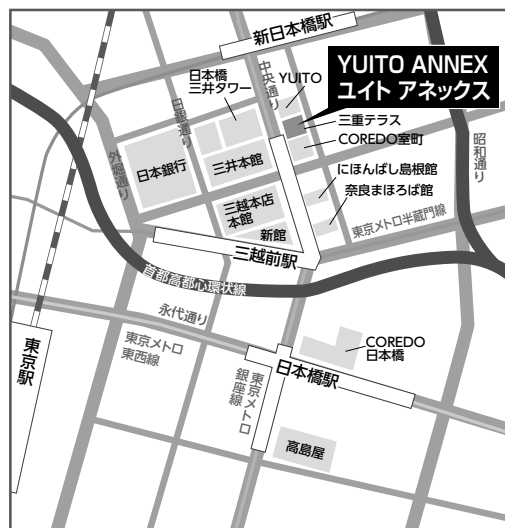 新日本橋駅
YUITO ANNEX
ユイト アネックス
日本橋
三井タワー
中央通り
YUITO
三重テラス
COREDO室町
日銀通り
外堀通り
昭和通り
日本銀行
三井本館
にほんばし島根館
奈良まほろば館
三越本店
本館
新館
東京メトロ半蔵門線
三越前駅
首都高都心環状線
永代通り
東京メトロ
東西線
東京駅
COREDO
日本橋
日本橋駅
東京メトロ
銀座線
高島屋